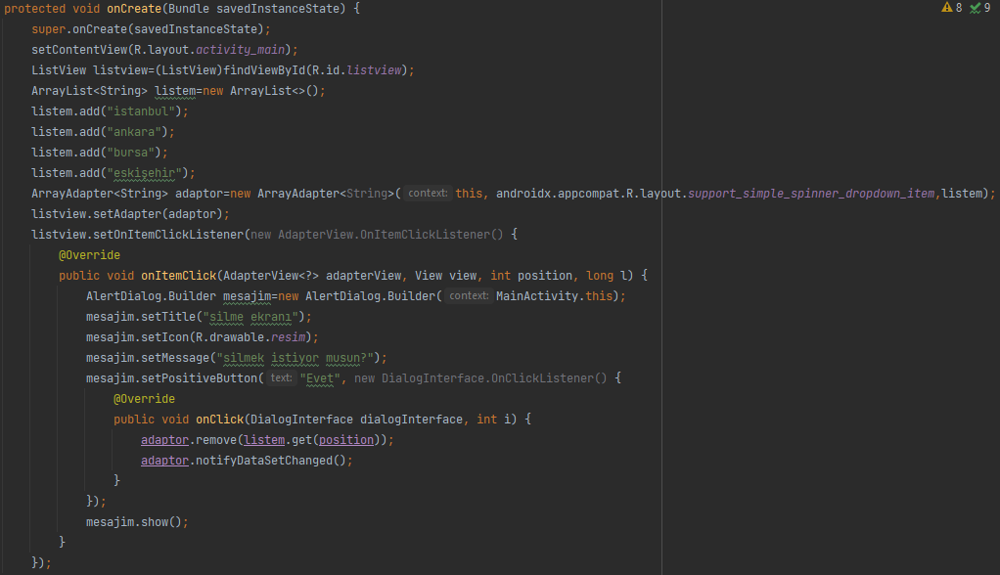 protected void onCreate(Bundle savedInstanceState) { 8 9
super.onCreate(savedInstanceState);
setContentView(R.layout.activity_main);
ListView listview=(ListView)findViewById(R.id.listview);
ArrayList<String> listem=new ArrayList<>();
listem.add("istanbul");
listem.add("ankara");
listem.add("bursa");
listem.add("eskişehir");
ArrayAdapter<String> adaptor=new ArrayAdapter<String>( context: this, androidx.appcompat.R.layout.support_simple_spinner_dropdown_item,listem);
listview.setAdapter(adaptor);
listview.setOnItemClickListener(new AdapterView.OnItemClickListener() {
@Override
public void onItemClick(AdapterView<?> adapterView, View view, int position, long l) {
AlertDialog.Builder mesajim=new AlertDialog.Builder( context: MainActivity.this);
mesajim.setTitle("silme ekranı");
mesajim.setIcon(R.drawable.resim);
mesajim.setMessage("silmek istiyor musun?");
mesajim.setPositiveButton( text: "Evet", new DialogInterface.OnClickListener() {
@Override
public void onClick(DialogInterface dialogInterface, int i) {
adaptor.remove(listem.get(position));
adaptor.notifyDataSetChanged();
}
});
mesajim.show();
}
});